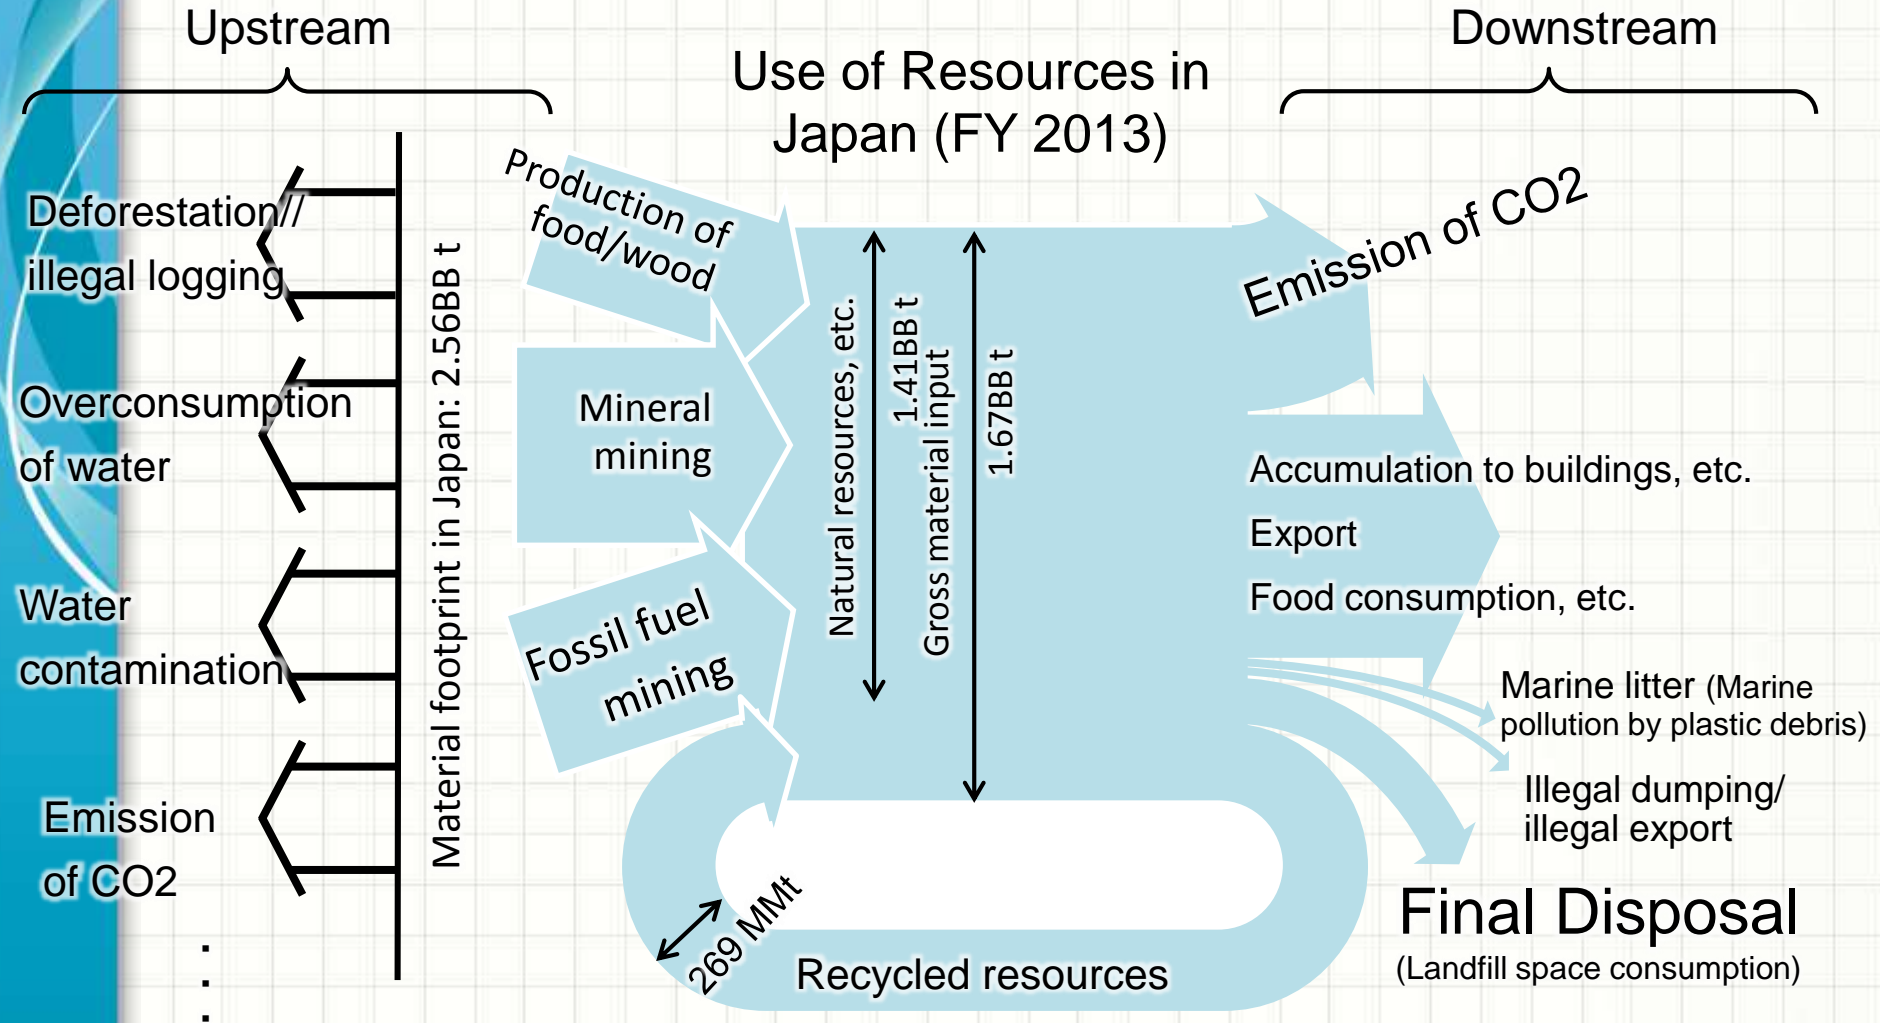 Upstream
Use of Resources in
Japan (FY 2013)
Downstream
Deforestation//
illegal logging
Overconsumption
of water
Water
contamination
Emission
of CO2
.
.
.
Material footprint in Japan: 2.56BB t
Production of
food/wood
Mineral
mining
Fossil fuel
mining
Natural resources, etc.
1.41BB t
Gross material input
1.67BB t
269 MMt
Recycled resources
Emission of CO2
Accumulation to buildings, etc.
Export
Food consumption, etc.
Marine litter (Marine
pollution by plastic debris)
Illegal dumping/
illegal export
Final Disposal
(Landfill space consumption)